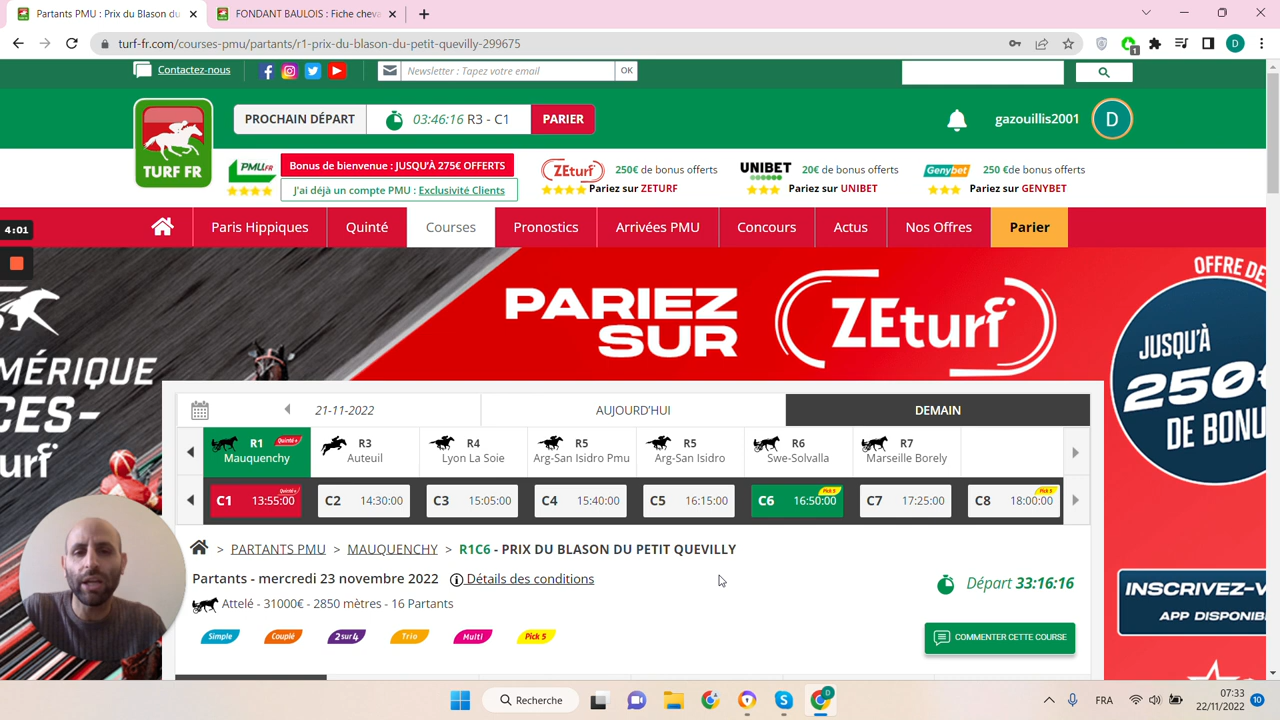 Partants PMU : Prix du Blason du
FONDANT BAULOIS : Fiche cheva
turf-fr.com/courses-pmu/partants/r1-prix-du-blason-du-petit-quevilly-299675
1
D
Contactez-nous
Newsletter : Tapez votre email
OK
TURF FR
PROCHAIN DÉPART
03:46:16 R3 - C1
PARIER
gazouillis2001
D
PMU.FR
Bonus de bienvenue : JUSQU'À 275€ OFFERTS
J'ai déjà un compte PMU : Exclusivité Clients
ZEturf
250€ de bonus offerts
Pariez sur ZETURF
UNIBET
20€ de bonus offerts
Pariez sur UNIBET
Genybet
250 €de bonus offerts
Pariez sur GENYBET
4:01
Paris Hippiques
Quinté
Courses
Pronostics
Arrivées PMU
Concours
Actus
Nos Offres
Parier
PARIEZ
SUR
ZEturf
OFFRE DE
JUSQU'À
250€
DE BONU
MÉRIQUE
CES-
urf
INSCRIVEZ-V
APP DISPONIB
21-11-2022
AUJOURD'HUI
DEMAIN
R1 Quinté+
Mauquenchy
R3
Auteuil
R4
Lyon La Soie
R5
Arg-San Isidro Pmu
R5
Arg-San Isidro
R6
Swe-Solvalla
R7
Marseille Borely
C1 13:55:00 Quinté+
C2 14:30:00
C3 15:05:00
C4 15:40:00
C5 16:15:00
C6 16:50:00 Pick 5
C7 17:25:00
C8 18:00:00 Pick 5
> PARTANTS PMU > MAUQUENCHY > R1C6 - PRIX DU BLASON DU PETIT QUEVILLY
Partants - mercredi 23 novembre 2022
Détails des conditions
Départ 33:16:16
Attelé - 31000€ - 2850 mètres - 16 Partants
Simple
Couplé
2 sur 4
Trio
Multi
Pick 5
COMMENTER CETTE COURSE
Recherche
D
FRA
07:33
22/11/2022
10